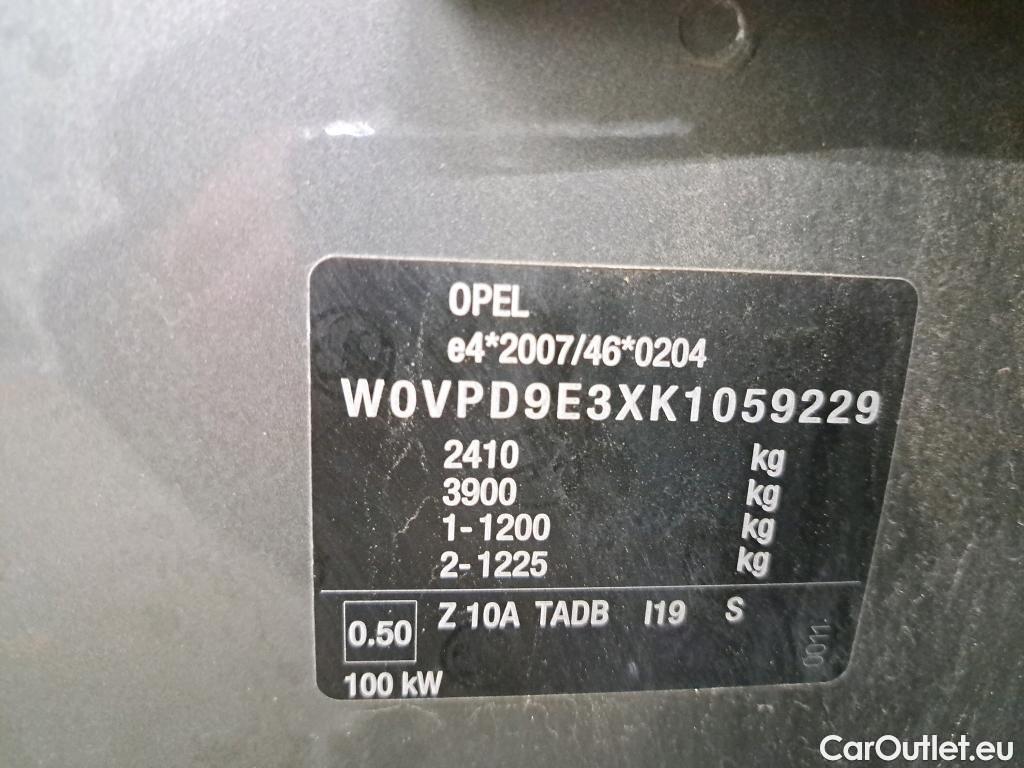 OPEL
e4*2007/46*0204
W0VPD9E3XK1059229
2410 kg
3900 kg
1-1200 kg
2-1225 kg
0.50 Z 10A TADB I19 S
0011
100 kW
CarOutlet.eu